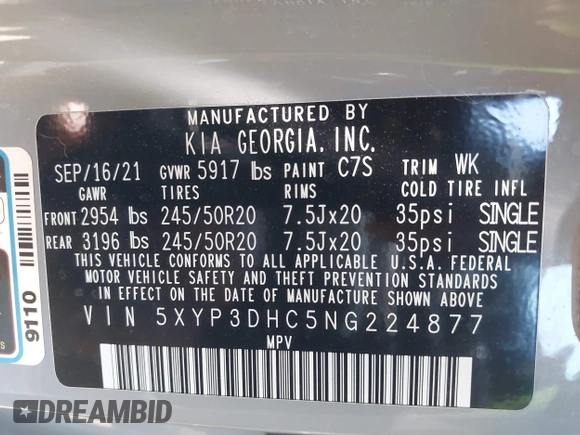 MANUFACTURED BY
KIA GEORGIA, INC.
SEP/16/21 GVWR 5917 lbs PAINT C7S TRIM WK
GAWR TIRES RIMS COLD TIRE INFL
FRONT 2954 lbs 245/50R20 7.5Jx20 35psi SINGLE
REAR 3196 lbs 245/50R20 7.5Jx20 35psi SINGLE
THIS VEHICLE CONFORMS TO ALL APPLICABLE U.S.A. FEDERAL
MOTOR VEHICLE SAFETY AND THEFT PREVENTION STANDARDS
IN EFFECT ON THE DATE OF MANUFACTURE SHOWN ABOVE
VIN 5XYP3DHC5NG224877
MPV
9110
DREAMBID